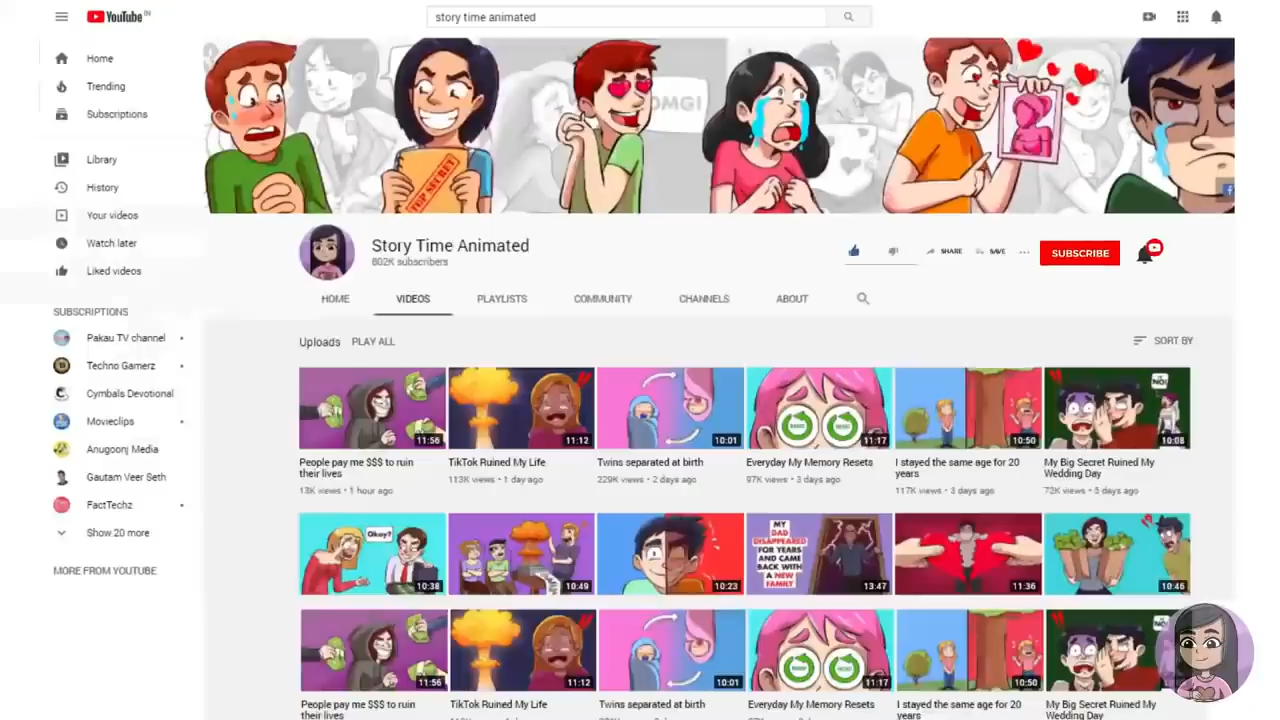 YouTube IN
story time animated
Home
Trending
Subscriptions
Library
History
Your videos
Watch later
Liked videos
SUBSCRIPTIONS
Pakau TV channel
Techno Gamerz
Cymbals Devotional
Movieclips
Anugoonj Media
Gautam Veer Seth
FactTechz
Show 20 more
MORE FROM YOUTUBE
OMG!
TOP SECRET
Story Time Animated
602K subscribers
SHARE
SAVE
SUBSCRIBE
HOME VIDEOS PLAYLISTS COMMUNITY CHANNELS ABOUT
Uploads PLAY ALL
SORT BY
NO!
11:56 11:12 10:01 11:17 10:50 10:08
People pay me $$$ to ruin
their lives
13K views • 1 hour ago
TikTok Ruined My Life
113K views • 1 day ago
Twins separated at birth
229K views • 2 days ago
Everyday My Memory Resets
97K views • 3 days ago
I stayed the same age for 20
years
117K views • 3 days ago
My Big Secret Ruined My
Wedding Day
72K views • 3 days ago
Okay?
MY
DAD
DISAPPEARED
FOR YEARS
AND CAME
BACK WITH
A NEW
FAMILY
10:38 10:49 10:23 13:47 11:36 10:46
NO!
11:56 11:12 10:01 11:17 10:50
People pay me $$$ to ruin
their lives
TikTok Ruined My Life
Twins separated at birth
Everyday My Memory Resets
I stayed the same age for 20
years
My Big Secret Ruined My
Wedding Day